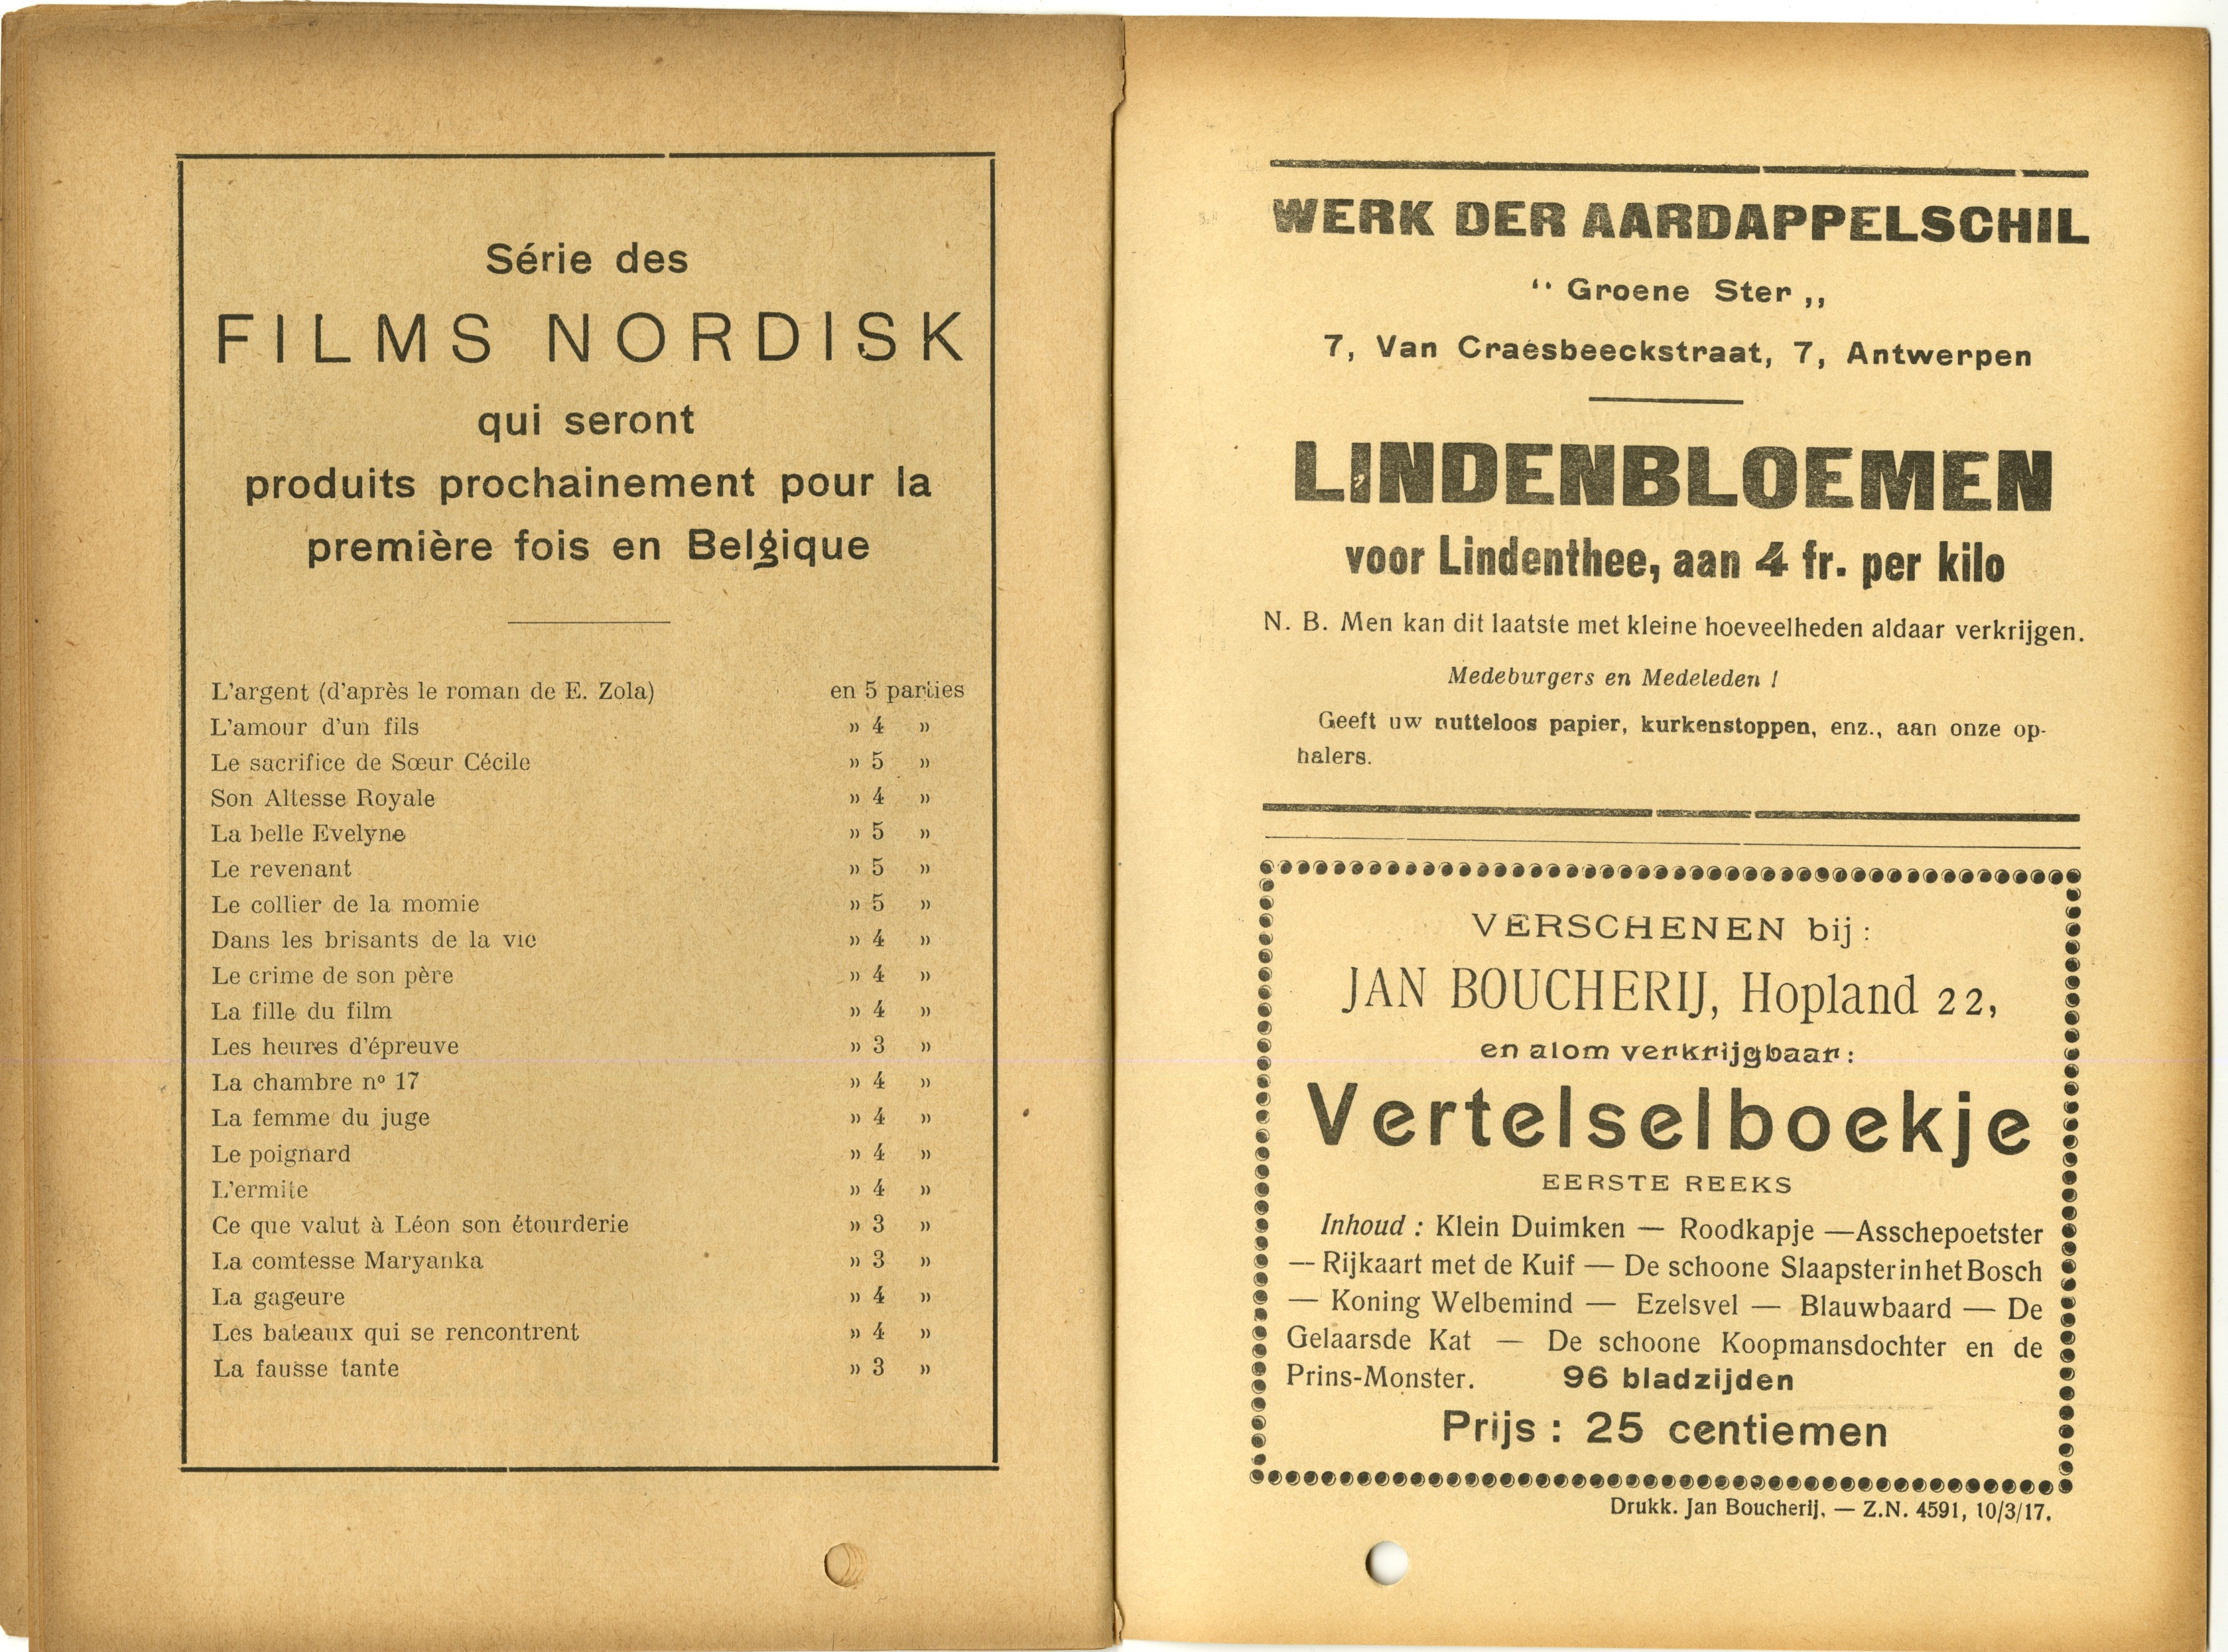 Série des
FILMS NORDISK
qui seront
produits prochainement pour la
première fois en Belgique
L'argent (d'après le roman de E. Zola) en 5 parties
L'amour d'un fils » 4 »
Le sacrifice de Sœur Cécile » 5 »
Son Altesse Royale » 4 »
La belle Evelyne » 5 »
Le revenant » 5 »
Le collier de la momie » 5 »
Dans les brisants de la vie » 4 »
Le crime de son père » 4 »
La fille du film » 4 »
Les heures d'épreuve » 3 »
La chambre nº 17 » 4 »
La femme du juge » 4 »
Le poignard » 4 »
L'ermite » 4 »
Ce que valut à Léon son étourderie » 3 »
La comtesse Maryanka » 3 »
La gageure » 4 »
Les bateaux qui se rencontrent » 4 »
La fausse tante » 3 »
WERK DER AARDAPPELSCHIL
“ Groene Ster „
7, Van Craesbeeckstraat, 7, Antwerpen
LINDENBLOEMEN
voor Lindenthee, aan 4 fr. per kilo
N. B. Men kan dit laatste met kleine hoeveelheden aldaar verkrijgen.
Medeburgers en Medeleden !
Geeft uw nutteloos papier, kurkenstoppen, enz., aan onze op-
halers.
VERSCHENEN bij :
JAN BOUCHERIJ, Hopland 22,
en alom verkrijgbaar :
Vertelselboekje
EERSTE REEKS
Inhoud : Klein Duimken — Roodkapje —Asschepoetster
— Rijkaart met de Kuif — De schoone Slaapster in het Bosch
— Koning Welbemind — Ezelsvel — Blauwbaard — De
Gelaarsde Kat — De schoone Koopmansdochter en de
Prins-Monster. 96 bladzijden
Prijs : 25 centiemen
Drukk. Jan Boucherij. — Z.N. 4591, 10/3/17.